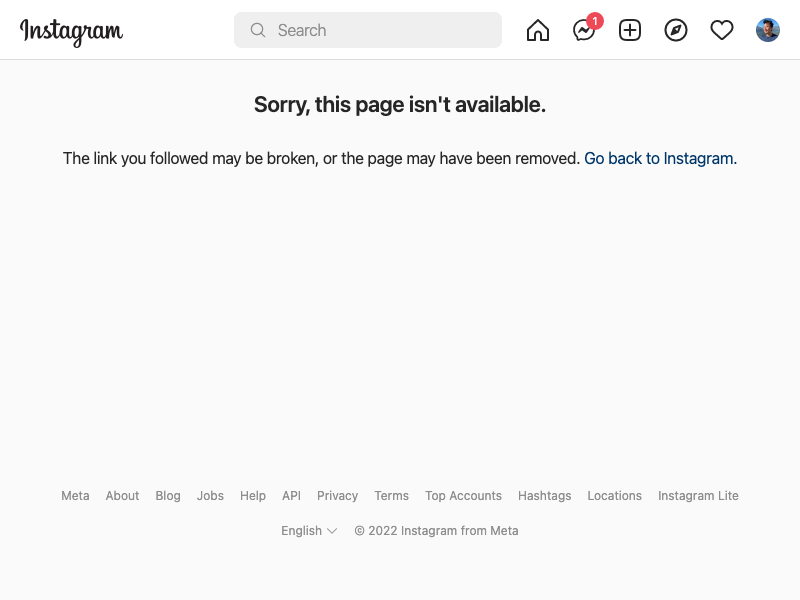 Instagram
Search
1
Sorry, this page isn't available.
The link you followed may be broken, or the page may have been removed. Go back to Instagram.
Meta About Blog Jobs Help API Privacy Terms Top Accounts Hashtags Locations Instagram Lite
English © 2022 Instagram from Meta